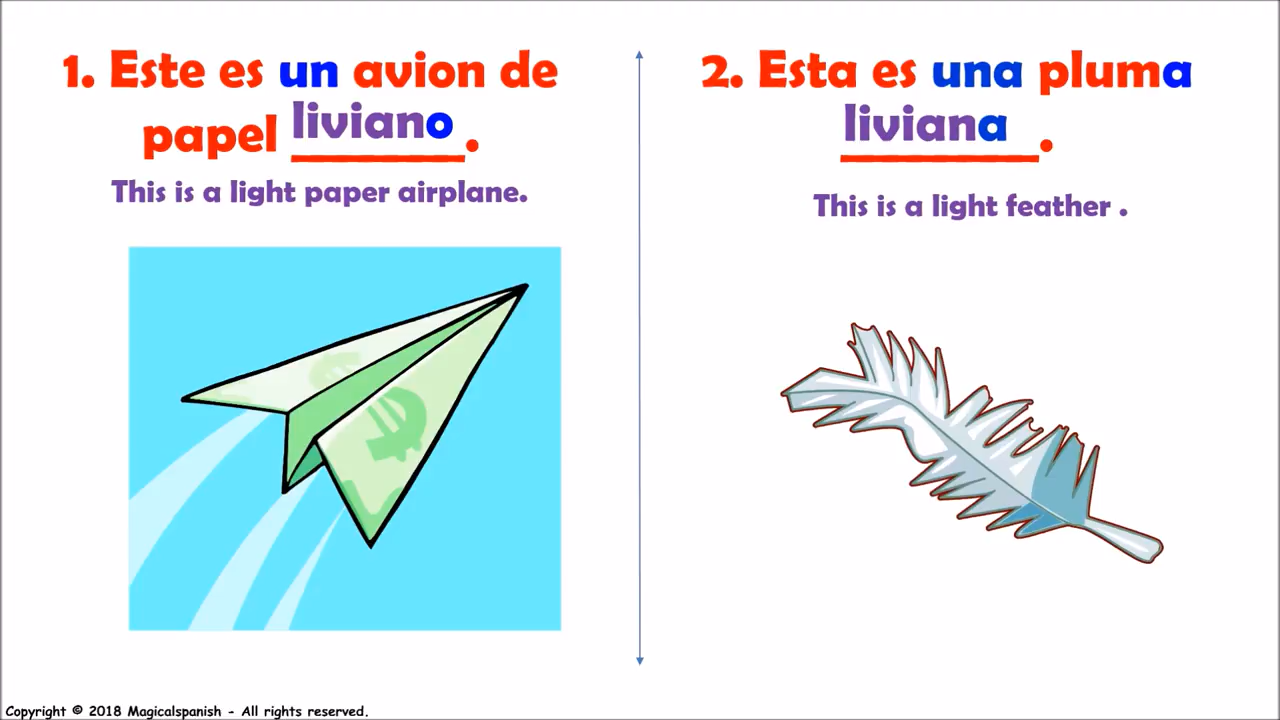 1. Este es un avion de
papel liviano.
This is a light paper airplane.
2. Esta es una pluma
liviana.
This is a light feather .
Copyright © 2018 Magicalspanish - All rights reserved.